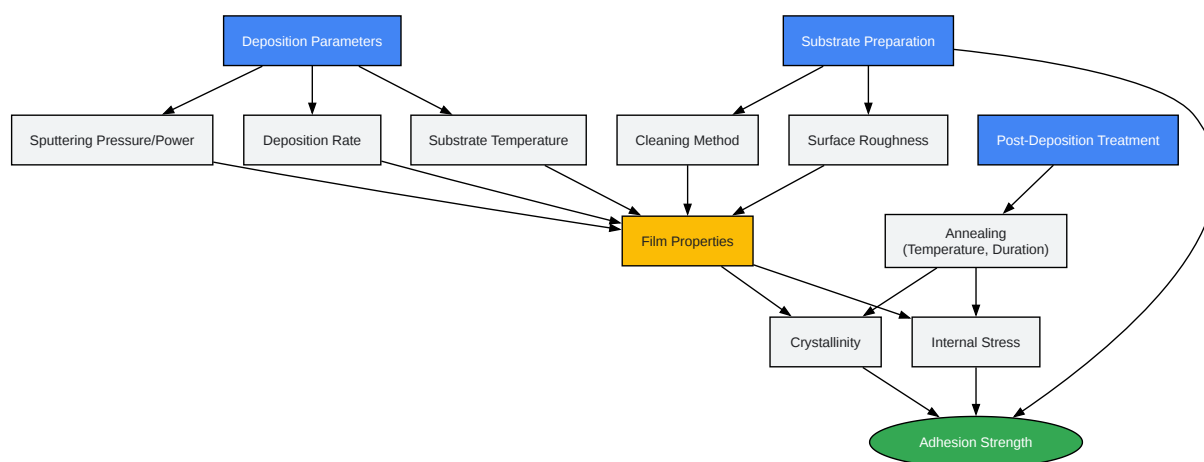 Deposition Parameters
Substrate Preparation
Sputtering Pressure/Power
Deposition Rate
Substrate Temperature
Cleaning Method
Surface Roughness
Post-Deposition Treatment
Film Properties
Annealing
(Temperature, Duration)
Crystallinity
Internal Stress
Adhesion Strength